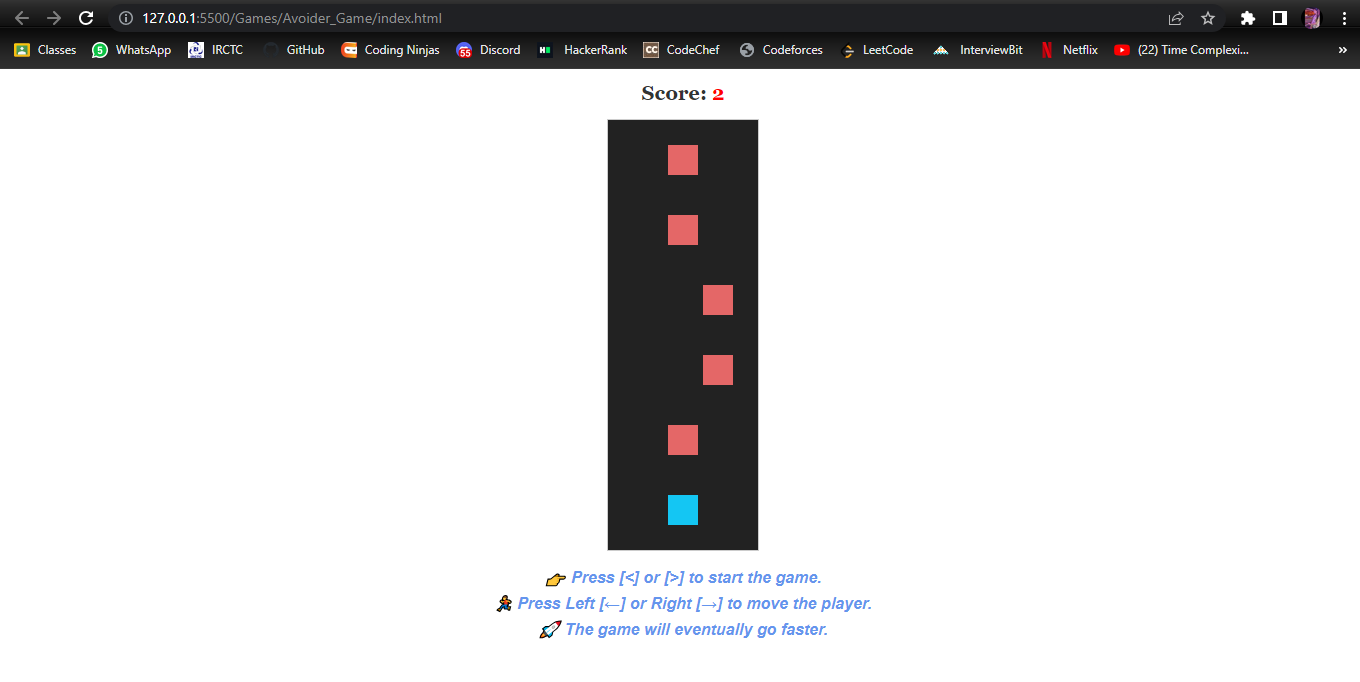 127.0.0.1:5500/Games/Avoider_Game/index.html
Classes WhatsApp IRCTC GitHub Coding Ninjas 55 Discord HackerRank CC CodeChef Codeforces LeetCode InterviewBit Netflix (22) Time Complexi... »
Score: 2
👉 Press [<] or [>] to start the game.
🏃 Press Left [←] or Right [→] to move the player.
🚀 The game will eventually go faster.